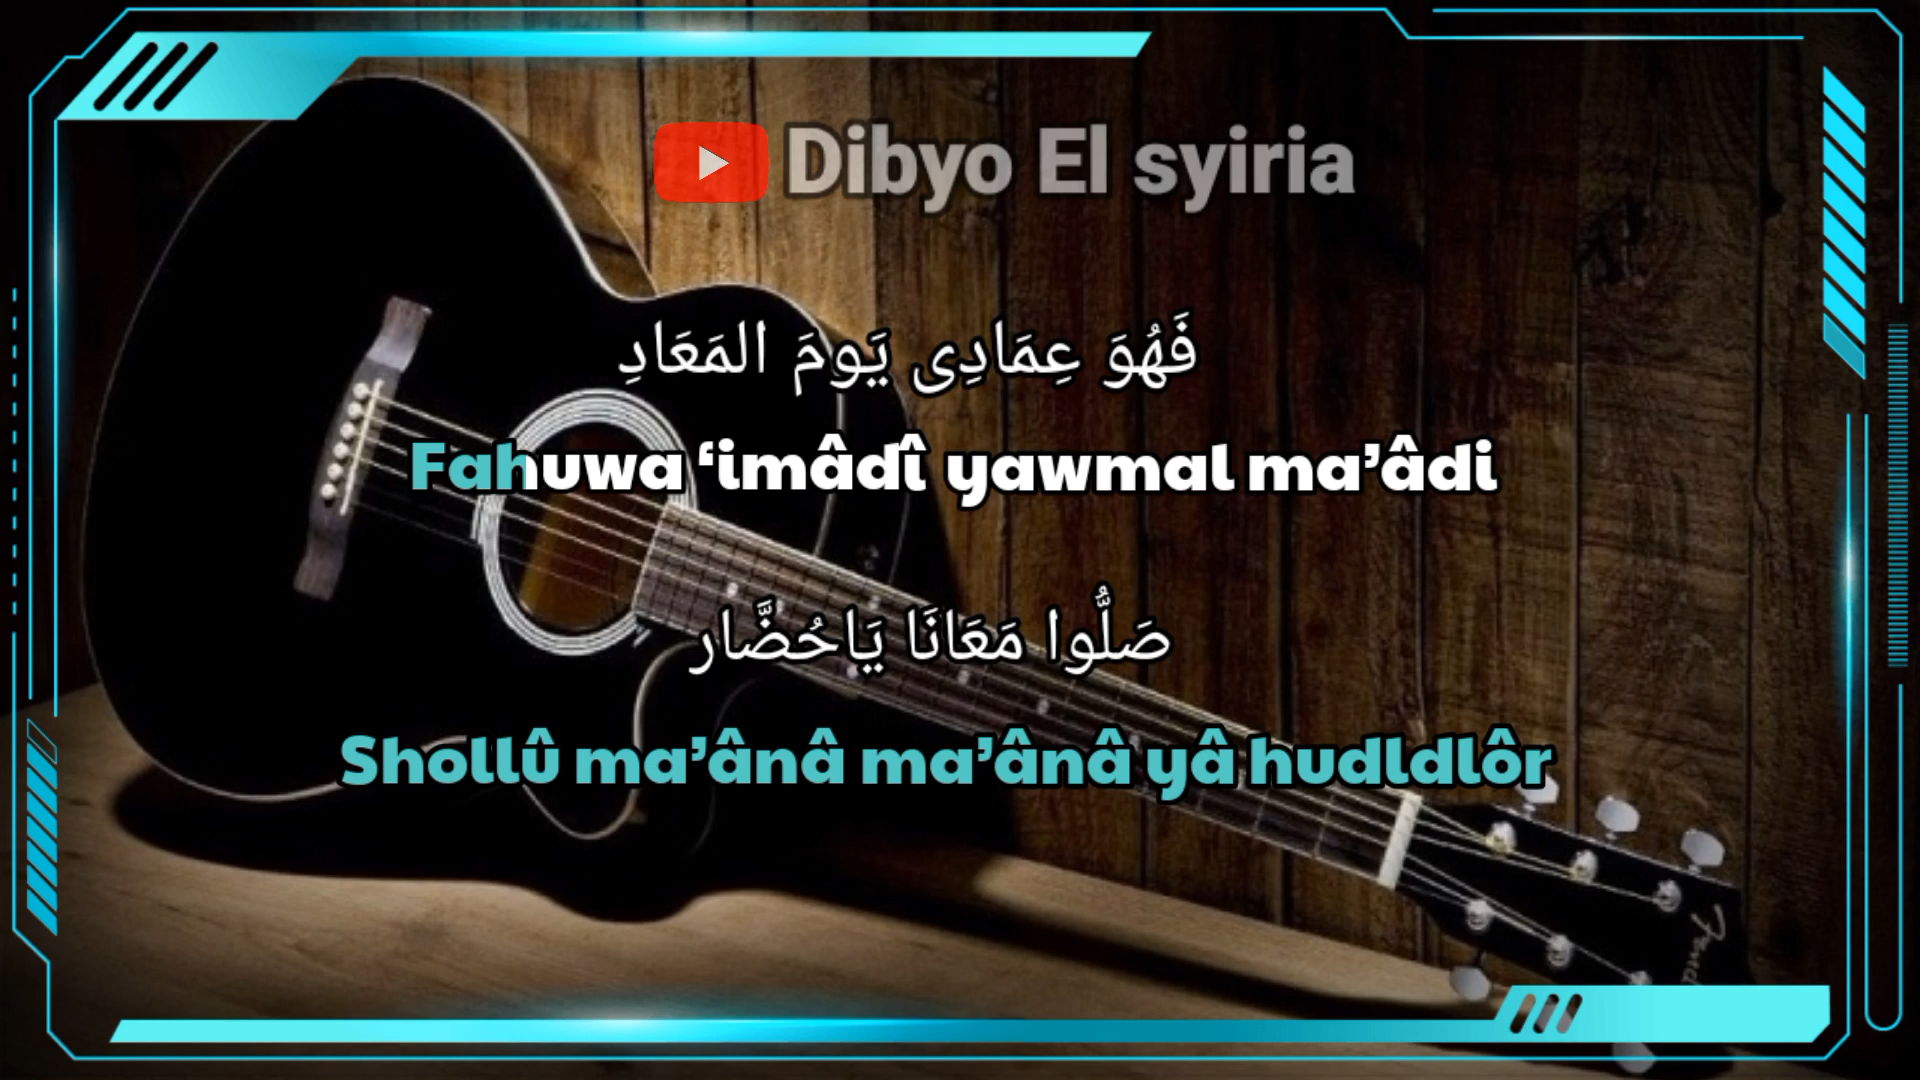 Dibyo El syiria
فَهُوَ عِمَادِى يَومَ المَعَادِ
Fahuwa ‘imâdî yawmal ma’âdi
صَلُّوا مَعَانَا يَاحُضَّار
Shollû ma’ânâ ma’ânâ yâ hudldlôr